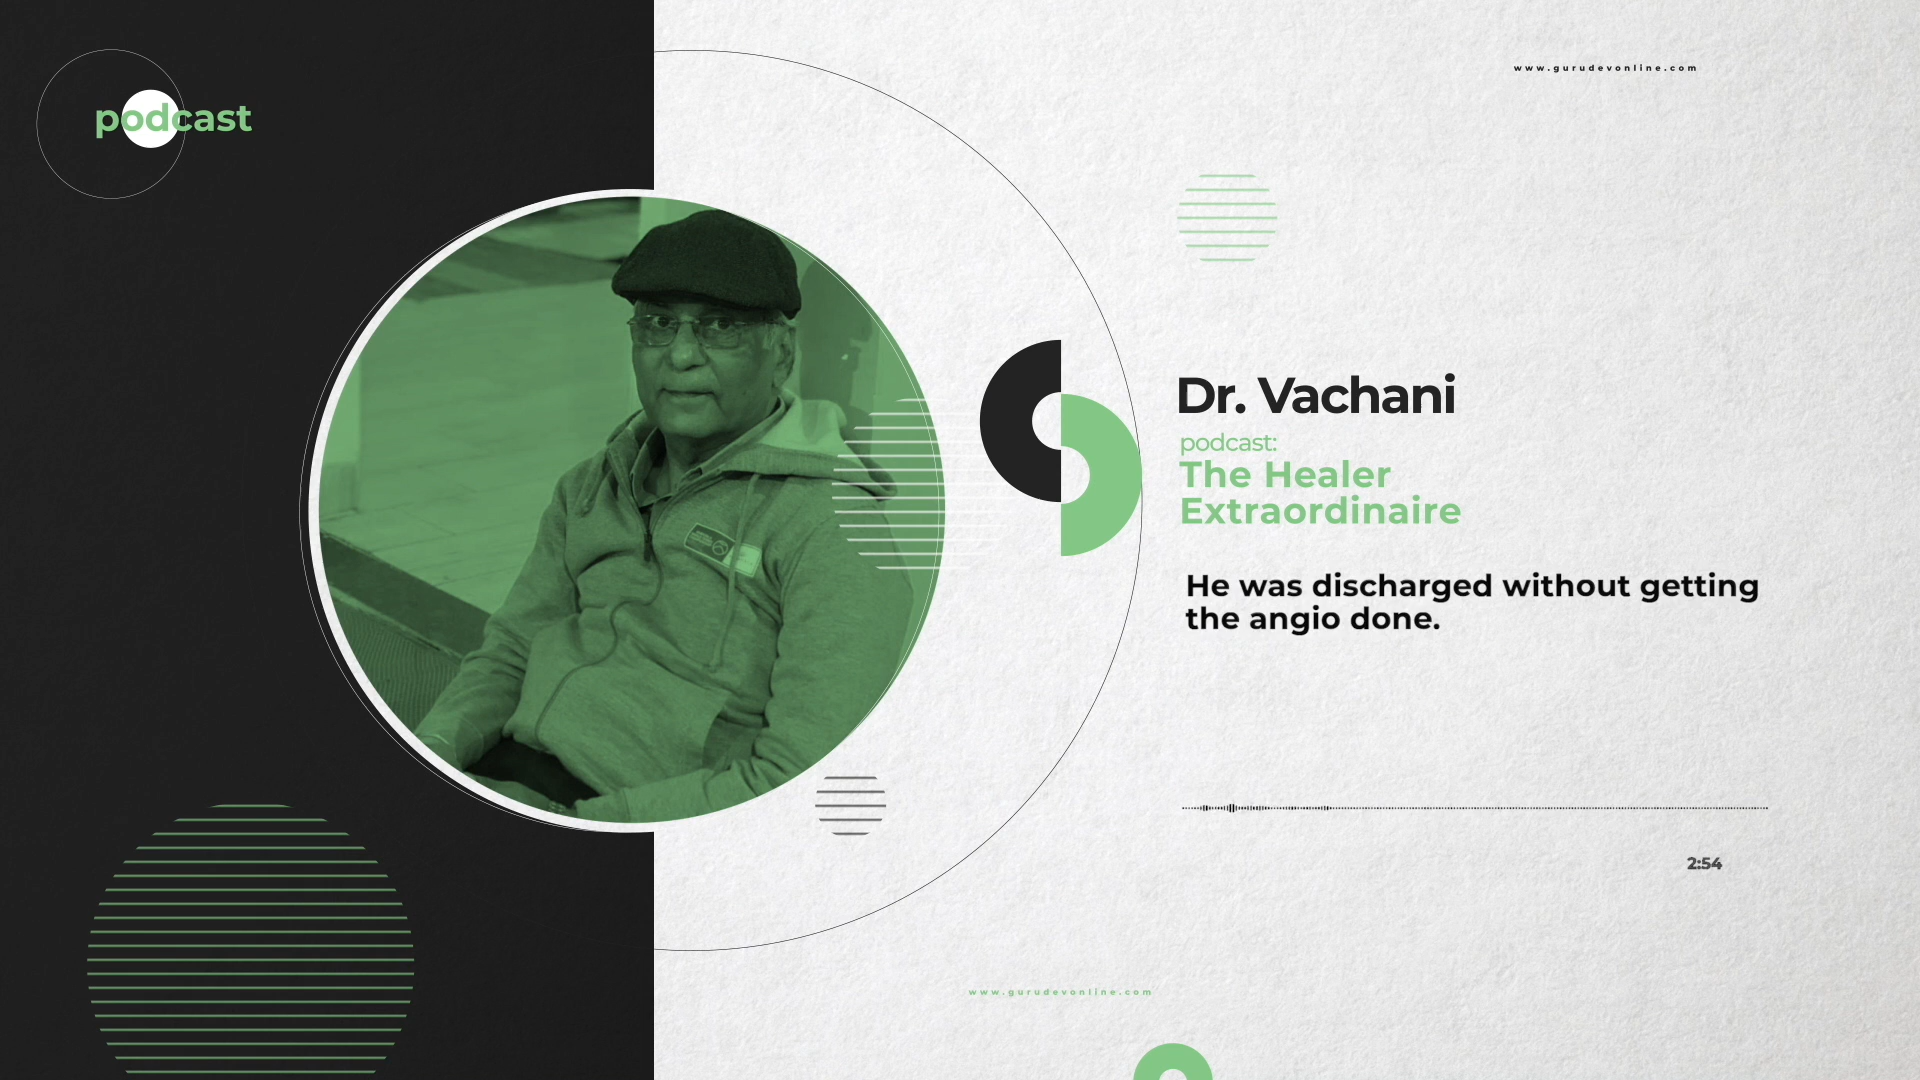 podcast
www.gurudevonline.com
Dr. Vachani
podcast:
The Healer
Extraordinaire
He was discharged without getting
the angio done.
2:54
www.gurudevonline.com